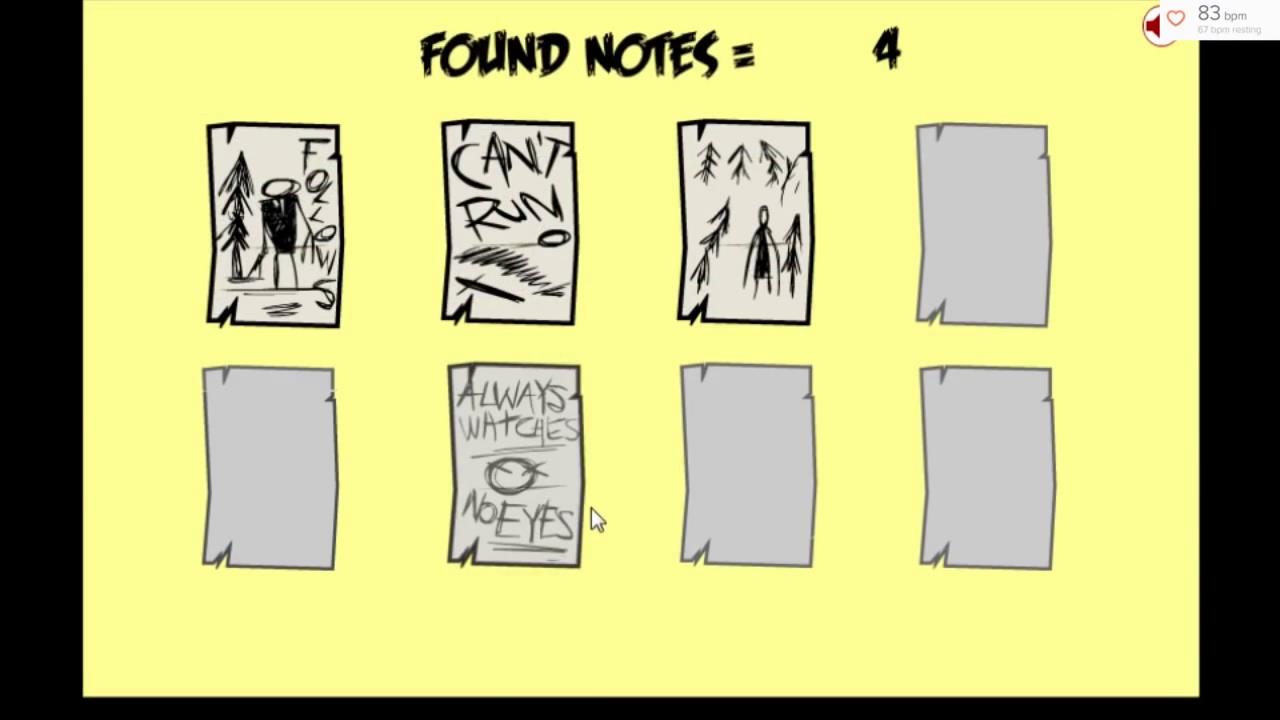 FOUND NOTES = 4
83 bpm
67 bpm resting
FOLLOWS
CAN'T
RUN
ALWAYS
WATCHES
NO EYES